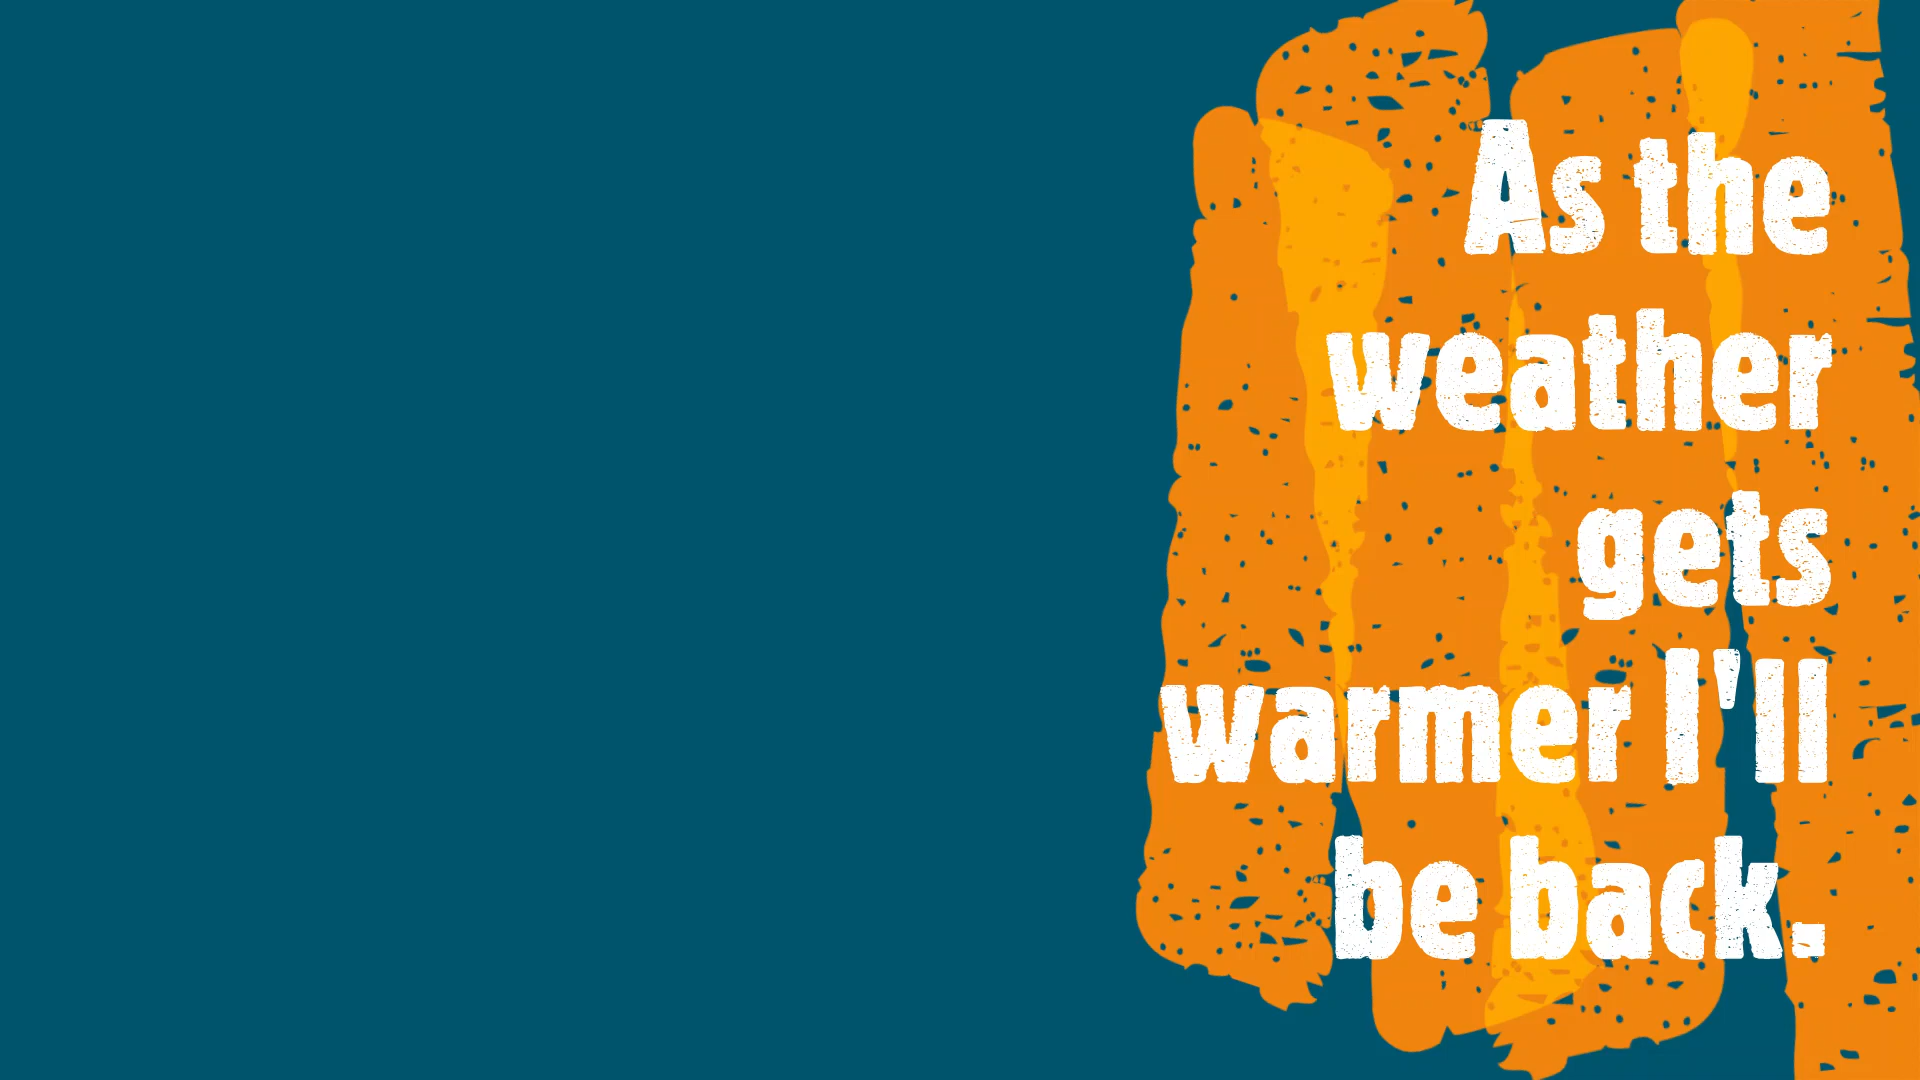 As the
weather
gets
warmer I'll
be back.